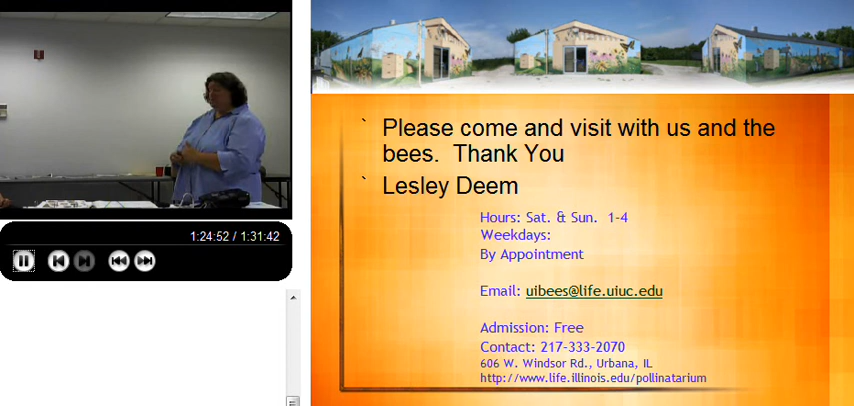 1:24:52 / 1:31:42
` Please come and visit with us and the
bees. Thank You
` Lesley Deem
Hours: Sat. & Sun. 1-4
Weekdays:
By Appointment
Email: uibees@life.uiuc.edu
Admission: Free
Contact: 217-333-2070
606 W. Windsor Rd., Urbana, IL
http://www.life.illinois.edu/pollinatarium